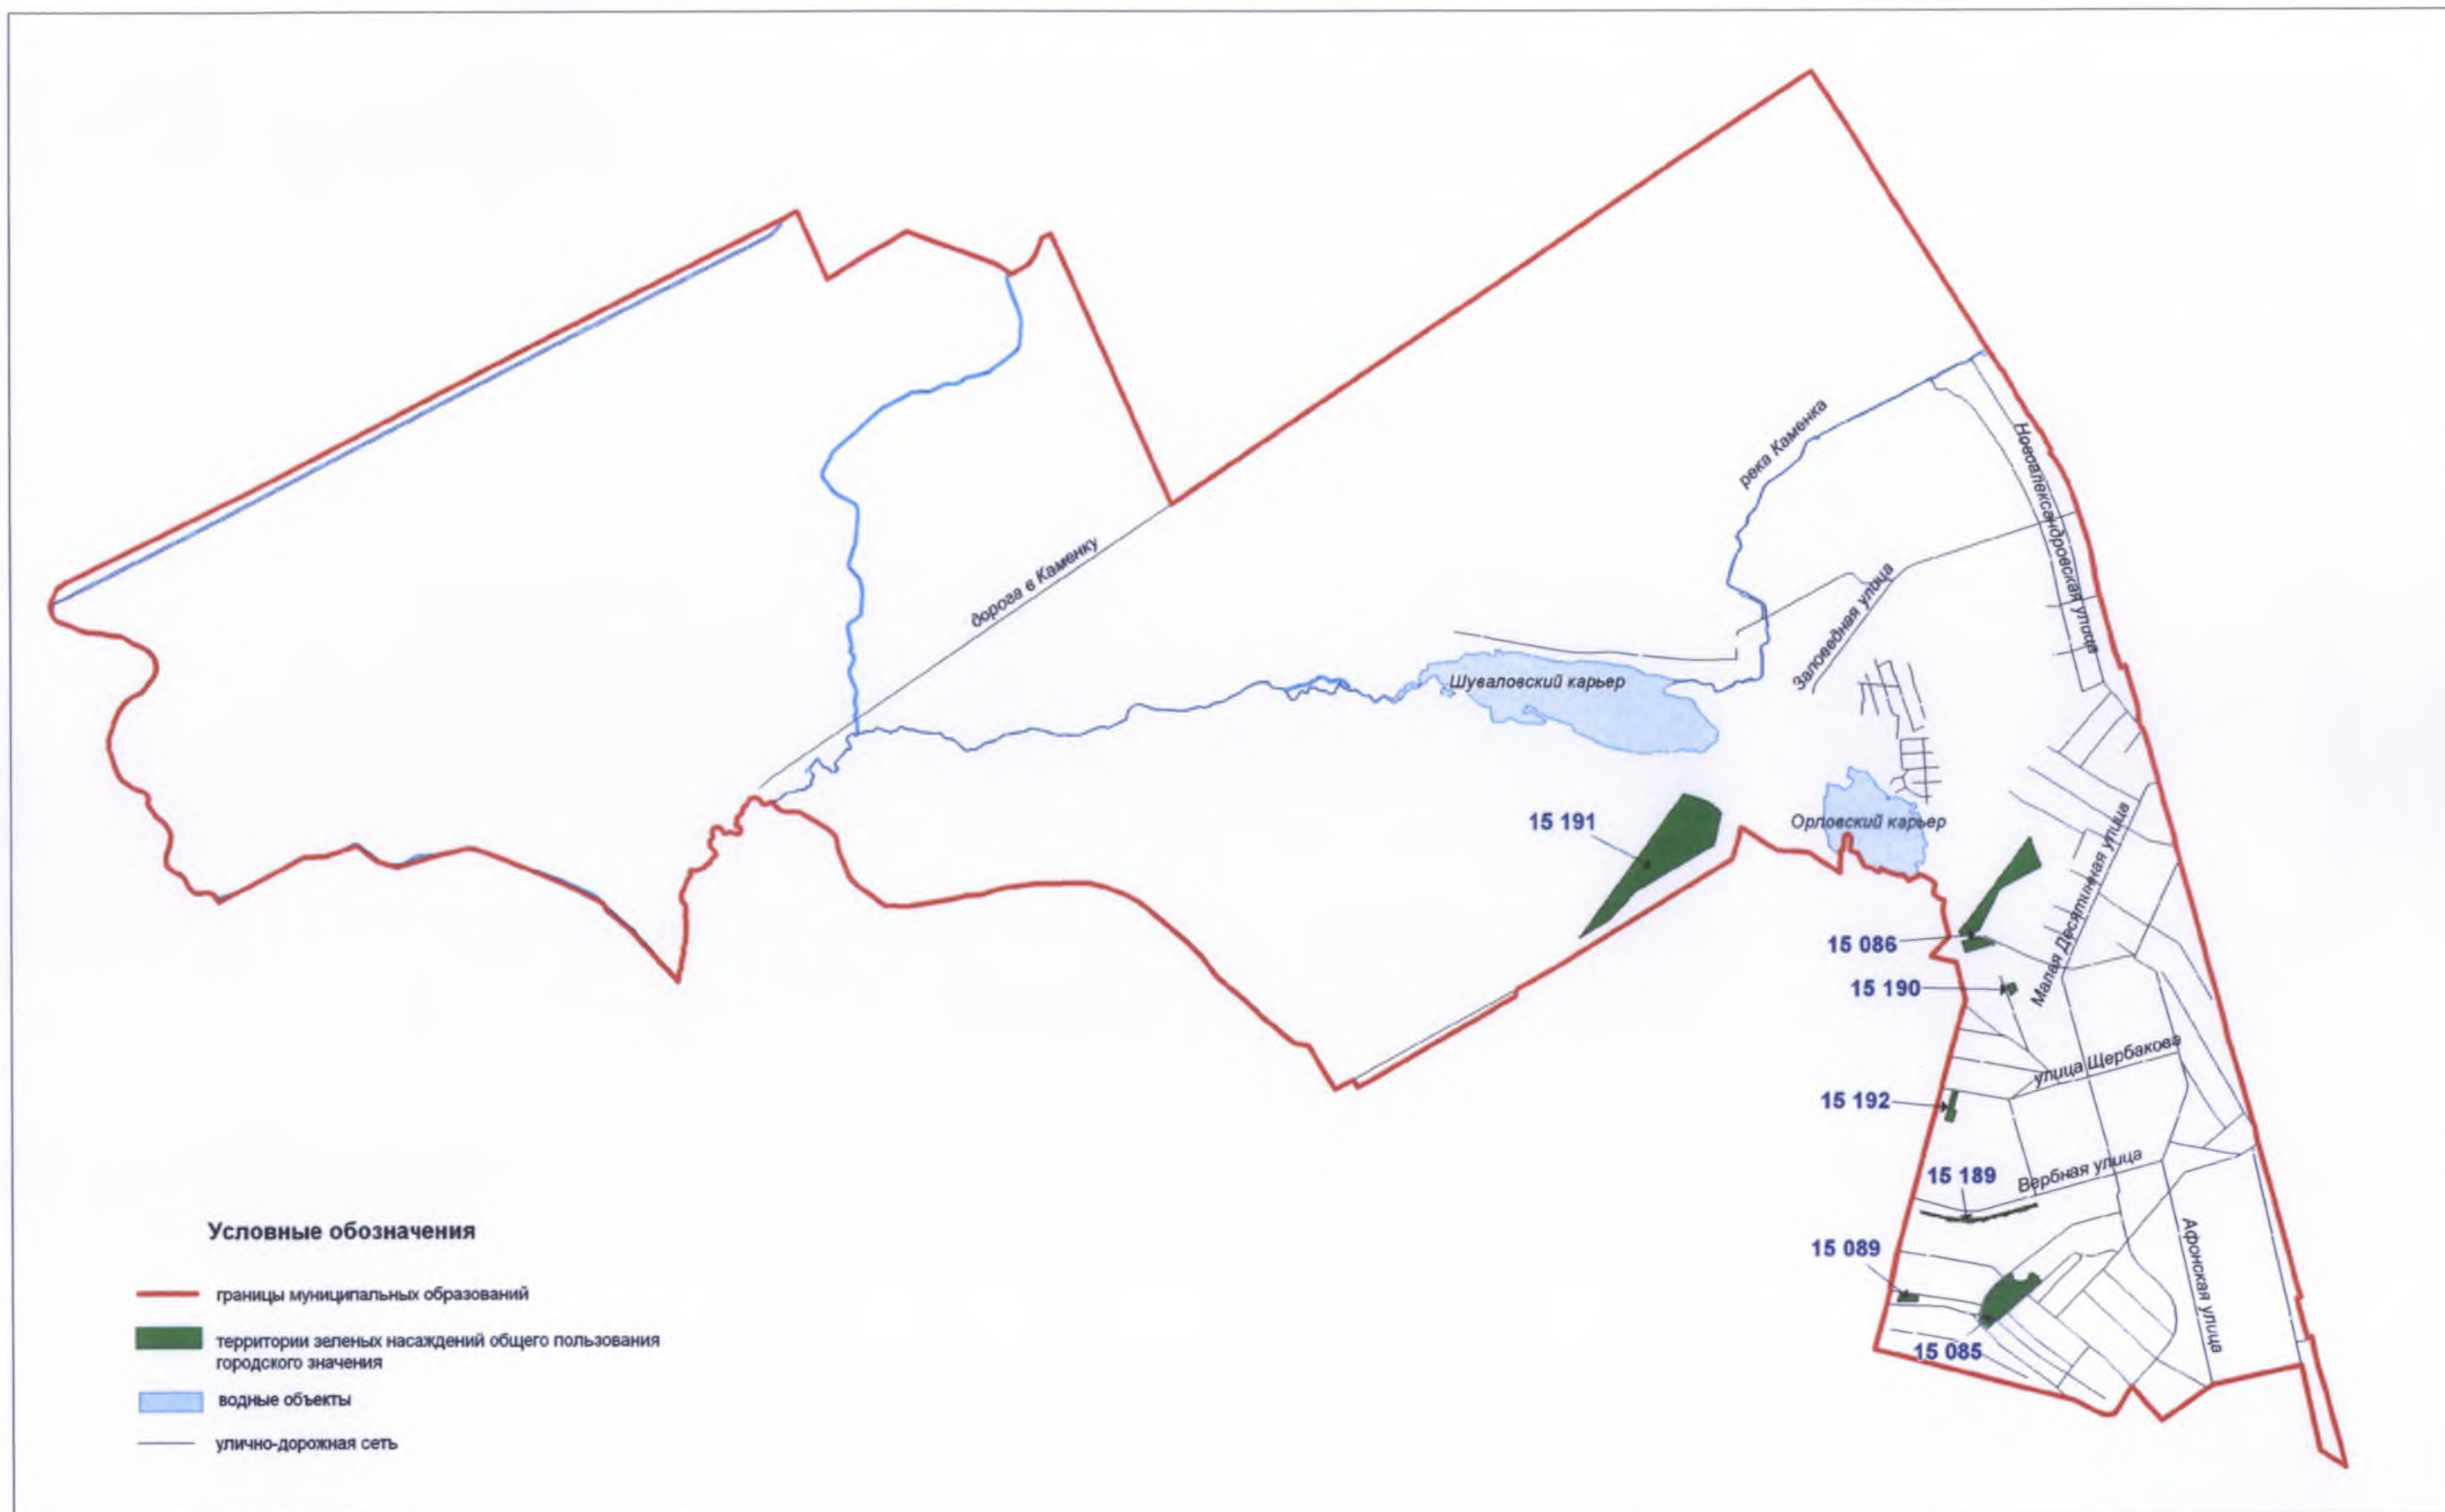 река Каменка
Новоалександровская улица
дорога в Каменку
Заповедная улица
Шуваловский карьер
15 191
Орловский карьер
Малая Десятинная улица
15 086
15 190
улица Щербакова
15 192
Вербная улица
15 189
15 089
Афонская улица
15 085
Условные обозначения
границы муниципальных образований
территории зеленых насаждений общего пользования
городского значения
водные объекты
улично-дорожная сеть